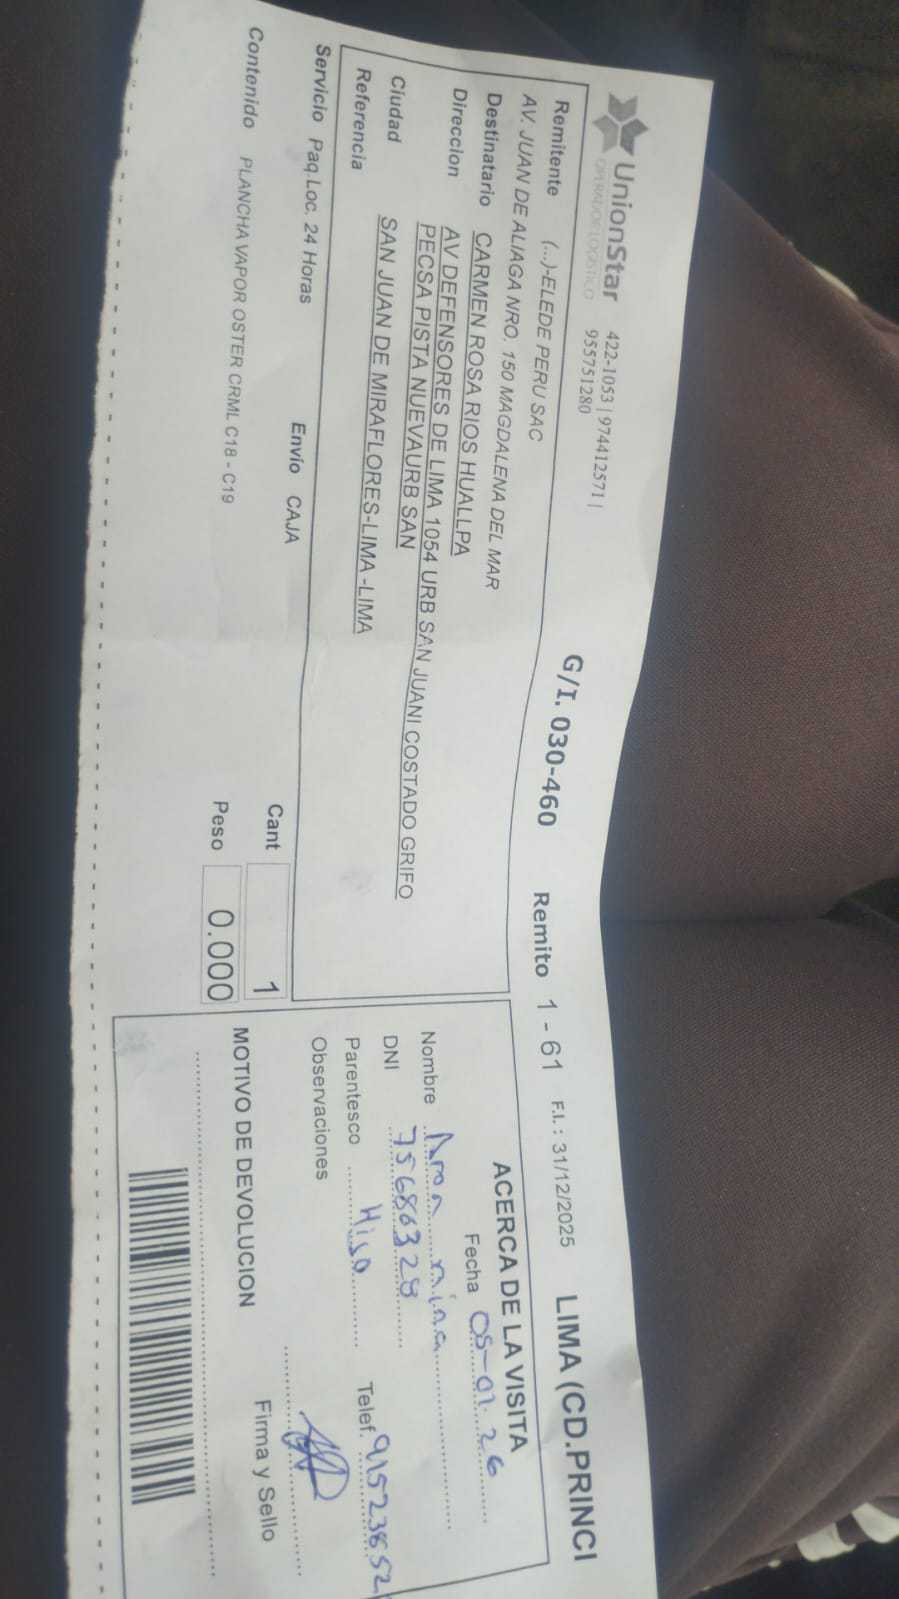 UnionStar
OPERADOR LOGISTICO
422-1053 | 974412571 |
955751280
G/I. 030-460
Remito 1 - 61
F.I. : 31/12/2025
LIMA (CD.PRINCI
Remitente (...)-ELEDE PERU SAC
AV. JUAN DE ALIAGA NRO. 150 MAGDALENA DEL MAR
Destinatario CARMEN ROSA RIOS HUALLPA
Direccion AV DEFENSORES DE LIMA 1054 URB SAN JUANI COSTADO GRIFO
PECSA PISTA NUEVAURB SAN
Ciudad SAN JUAN DE MIRAFLORES-LIMA -LIMA
Referencia
Servicio Paq.Loc. 24 Horas
Envío CAJA
Cant 1
Contenido PLANCHA VAPOR OSTER CRML C18 - C19
Peso 0.000
ACERCA DE LA VISITA
Fecha 05-01-26
Nombre Aron nina
DNI 75686328
Parentesco Hijo Telef. 915238652
Observaciones
MOTIVO DE DEVOLUCION
Firma y Sello